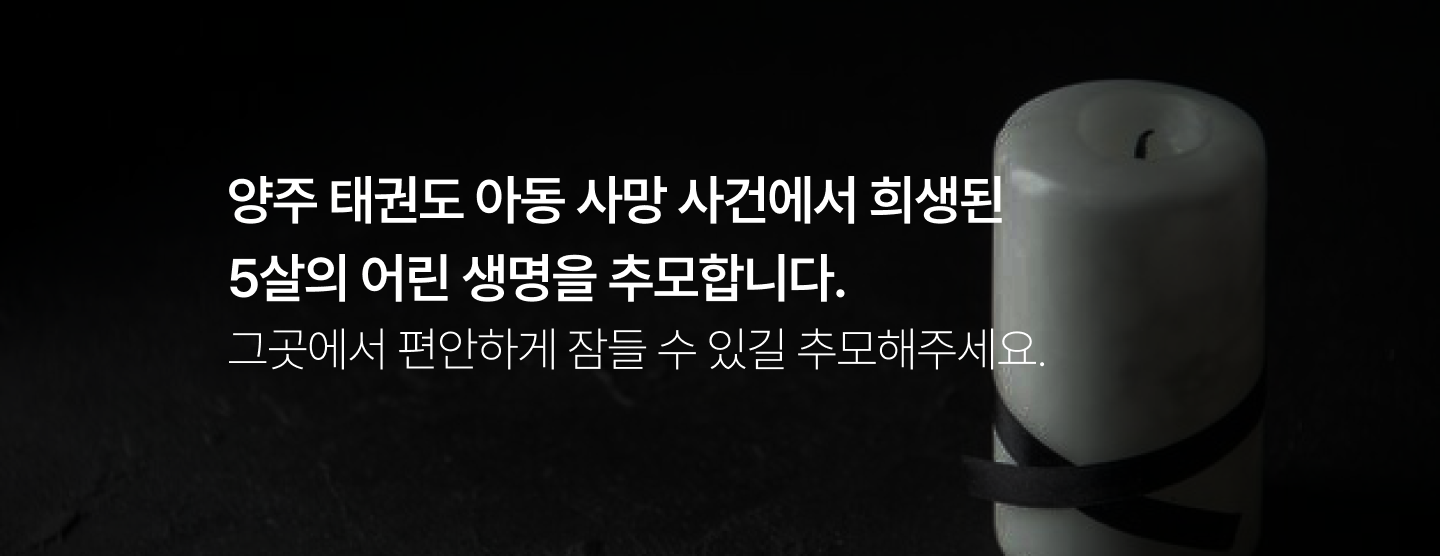 양주 태권도 아동 사망 사건에서 희생된
5살의 어린 생명을 추모합니다.
그곳에서 편안하게 잠들 수 있길 추모해주세요.